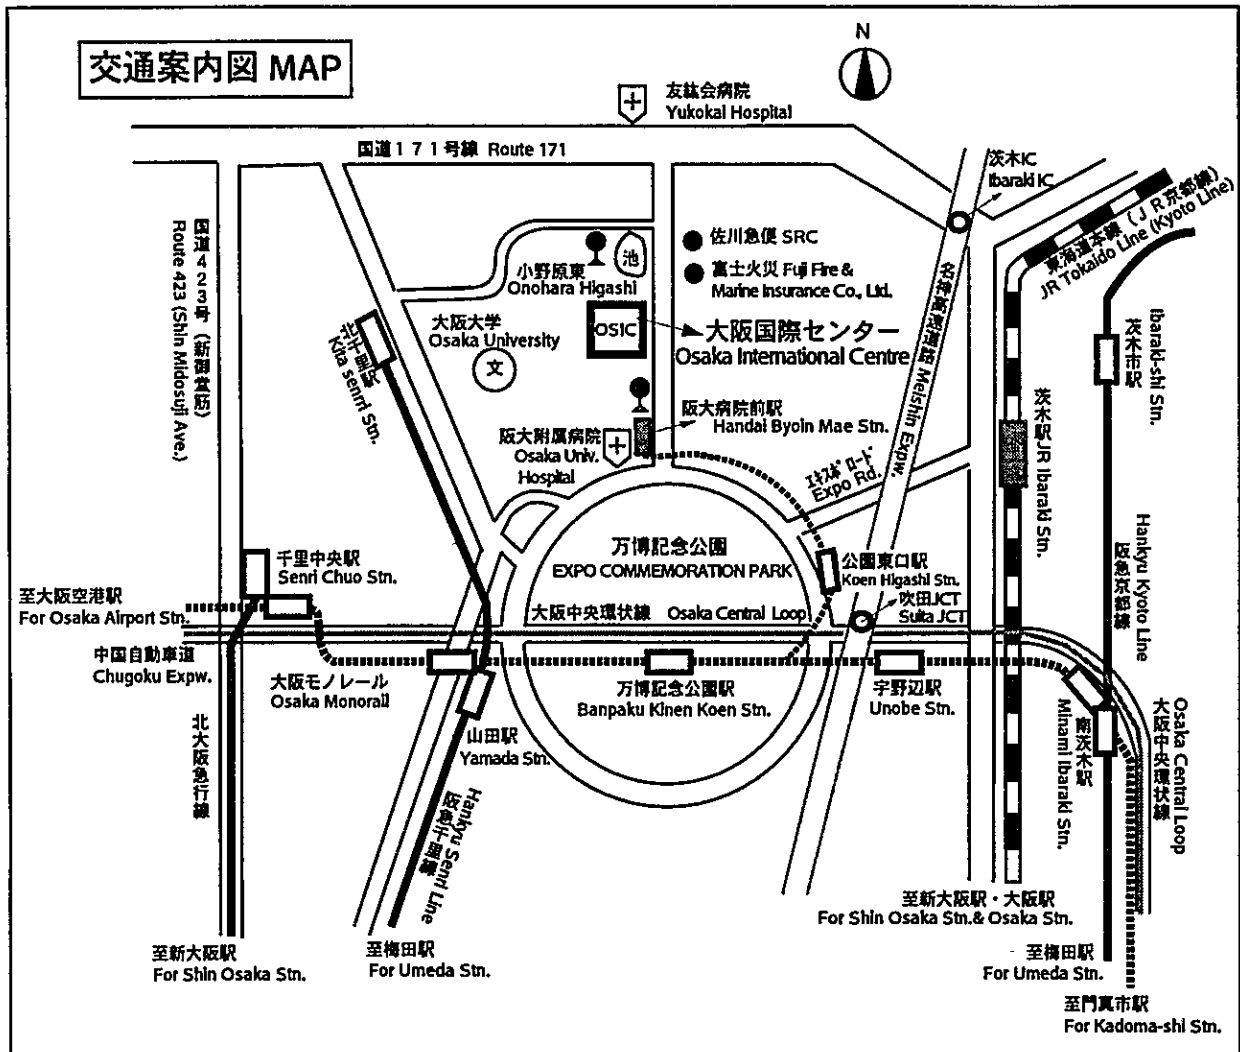 交通案内図 MAP
N
友紘会病院
Yukokai Hospital
国道171号線 Route 171
茨木IC
Ibaraki IC
東海道本線（JR京都線）
JR Tokaido Line (Kyoto Line)
国道423号（新御堂筋）
Route 423 (Shin Midosuji Ave.)
佐川急便 SRC
富士火災 Fuji Fire &
Marine Insurance Co., Ltd.
池
小野原東
Onohara Higashi
大阪大学
Osaka University
文
OSIC
大阪国際センター
Osaka International Centre
北千里駅
Kita senri Stn.
Meishin Expw.
茨木市駅
Ibaraki-shi Stn.
阪大病院前駅
Handai Byoin Mae Stn.
阪大附属病院
Osaka Univ.
Hospital
エキスポロード
Expo Rd.
茨木駅 JR Ibaraki Stn.
千里中央駅
Senri Chuo Stn.
万博記念公園
EXPO COMMEMORATION PARK
公園東口駅
Koen Higashi Stn.
吹田JCT
Suita JCT
Hankyu Kyoto Line
阪急京都線
至大阪空港駅
For Osaka Airport Stn.
大阪中央環状線 Osaka Central Loop
中国自動車道
Chugoku Expw.
大阪モノレール
Osaka Monorail
万博記念公園駅
Banpaku Kinen Koen Stn.
宇野辺駅
Unobe Stn.
南茨木駅
Minami Ibaraki Stn.
Osaka Central Loop
大阪中央環状線
山田駅
Yamada Stn.
北大阪急行線
Hankyu Senri Line
阪急千里線
至新大阪駅
For Shin Osaka Stn.
至梅田駅
For Umeda Stn.
至新大阪駅・大阪駅
For Shin Osaka Stn.& Osaka Stn.
至梅田駅
For Umeda Stn.
至門真市駅
For Kadoma-shi Stn.